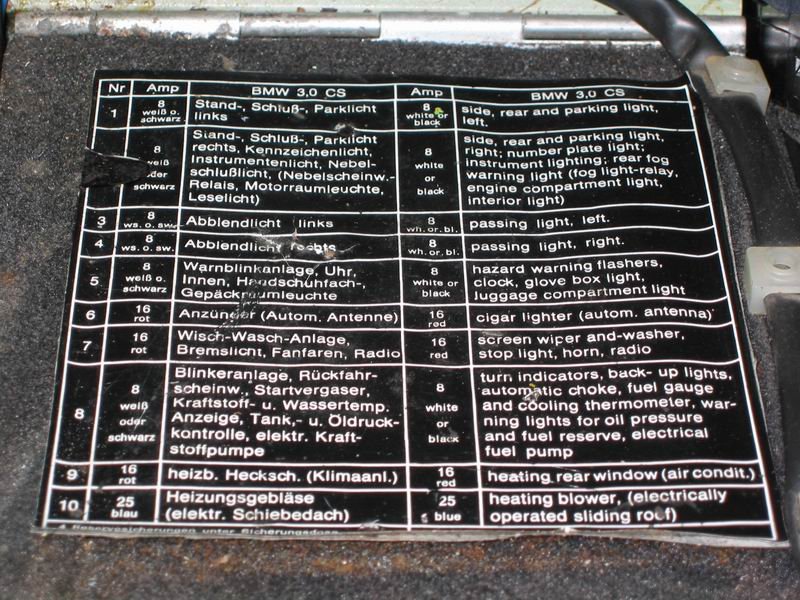 Nr Amp BMW 3,0 CS Amp BMW 3,0 CS
1 8 weiß o. schwarz Stand-, Schluß-, Parklicht links 8 white or black side, rear and parking light, left.
8 weiß oder schwarz Stand-, Schluß-, Parklicht rechts, Kennzeichenlicht, Instrumentenlicht, Nebelschlußlicht, (Nebelscheinw.-Relais, Motorraumleuchte, Leselicht) 8 white or black side, rear and parking light, right; number plate light; instrument lighting; rear fog warning light (fog light-relay, engine compartment light, interior light)
3 8 ws. o. sw. Abblendlicht links 8 wh. or. bl. passing light, left.
4 8 ws. o. sw. Abblendlicht rechts 8 wh. or. bl. passing light, right.
5 8 weiß o. schwarz Warnblinkanlage, Uhr, Innen, Handschuhfach-, Gepäckraumleuchte 8 white or black hazard warning flashers, clock, glove box light, luggage compartment light
6 16 rot Anzünder (Autom. Antenne) 16 red cigar lighter (autom. antenna)
7 16 rot Wisch-Wasch-Anlage, Bremslicht, Fanfaren, Radio 16 red screen wiper and-washer, stop light, horn, radio
8 8 weiß oder schwarz Blinkeranlage, Rückfahrscheinw., Startvergaser, Kraftstoff- u. Wassertemp. Anzeige, Tank,- u. Öldruckkontrolle, elektr. Kraftstoffpumpe 8 white or black turn indicators, back- up lights, automatic choke, fuel gauge and cooling thermometer, warning lights for oil pressure and fuel reserve, electrical fuel pump
9 16 rot heizb. Hecksch. (Klimaanl.) 16 red heating rear window (air condit.)
10 25 blau Heizungsgebläse (elektr. Schiebedach) 25 blue heating blower, (electrically operated sliding roof)
4 Reservesicherungen unter Sicherungsdose